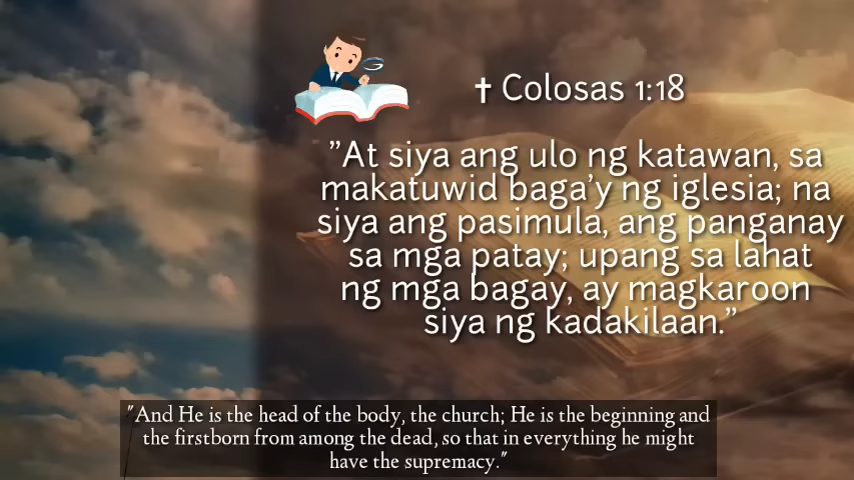 ✝ Colosas 1:18
”At siya ang ulo ng katawan, sa
makatuwid baga’y ng iglesia; na
siya ang pasimula, ang panganay
sa mga patay; upang sa lahat
ng mga bagay, ay magkaroon
siya ng kadakilaan.”
"And He is the head of the body, the church; He is the beginning and
the firstborn from among the dead, so that in everything he might
have the supremacy."